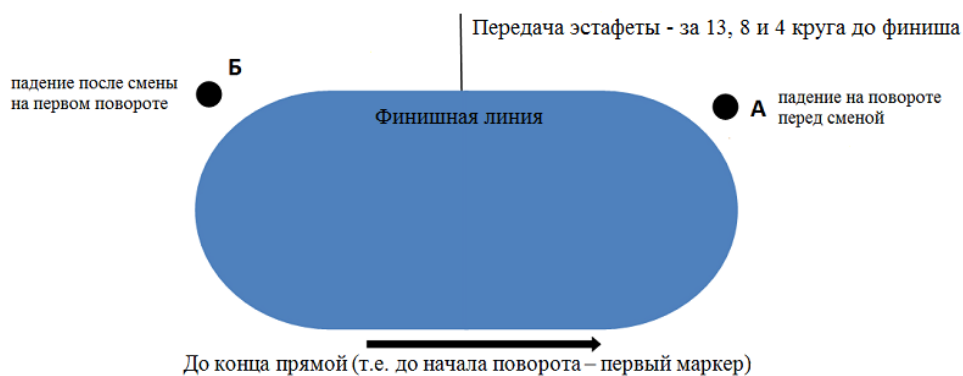 Передача эстафеты - за 13, 8 и 4 круга до финиша
Б
падение после смены
на первом повороте
Финишная линия
А
падение на повороте
перед сменой
До конца прямой (т.е. до начала поворота – первый маркер)